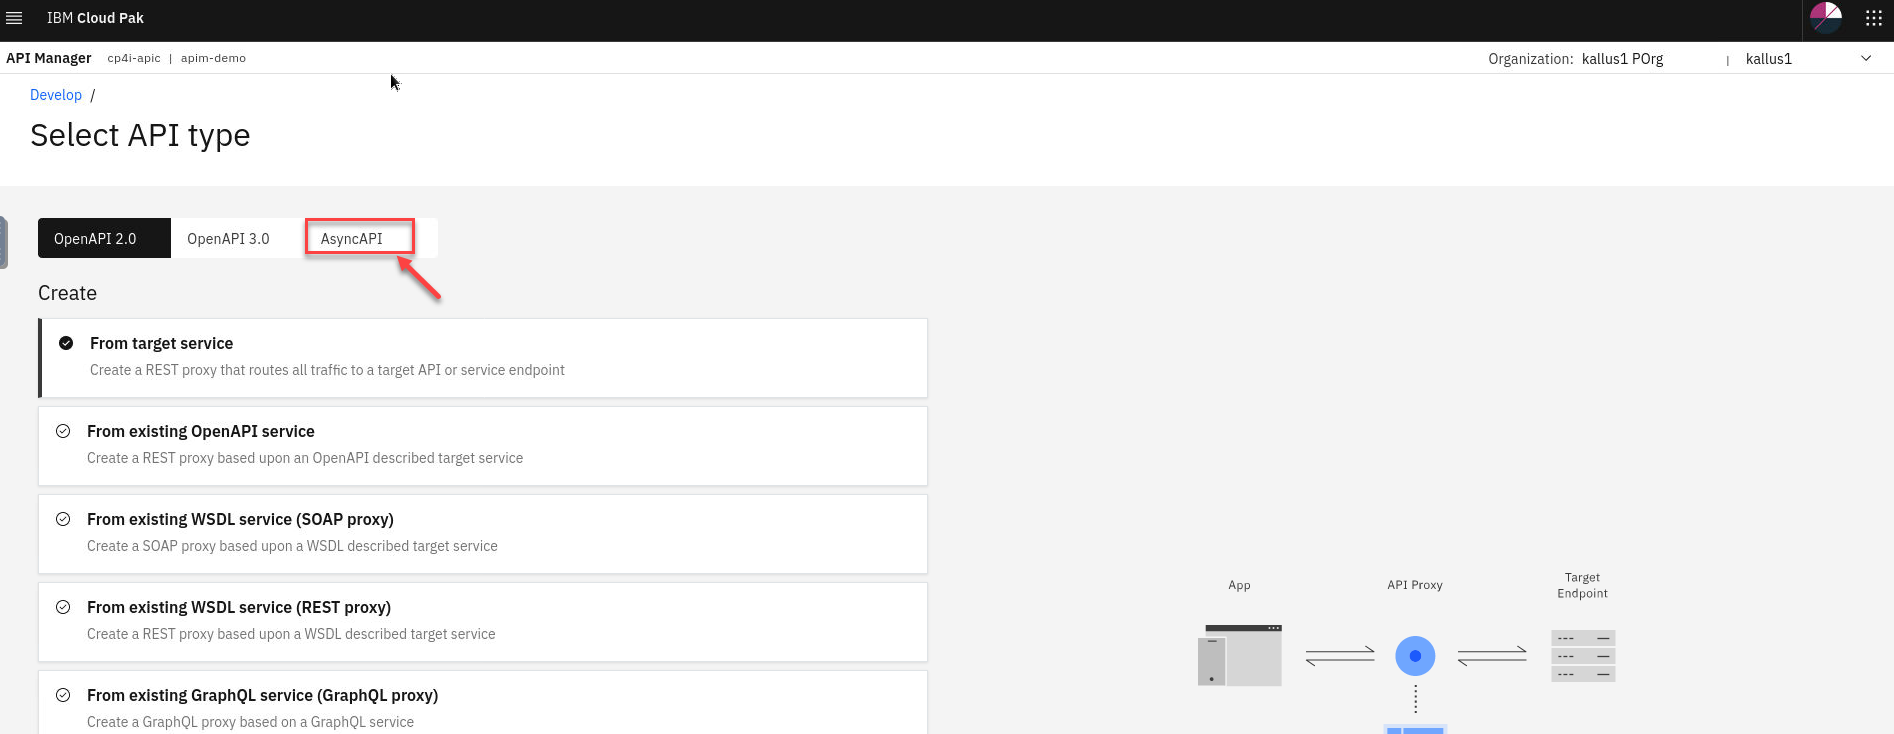 IBM Cloud Pak
API Manager cp4i-apic | apim-demo
Organization: kallus1 POrg | kallus1
Develop /
Select API type
OpenAPI 2.0 OpenAPI 3.0 AsyncAPI
Create
From target service
Create a REST proxy that routes all traffic to a target API or service endpoint
From existing OpenAPI service
Create a REST proxy based upon an OpenAPI described target service
From existing WSDL service (SOAP proxy)
Create a SOAP proxy based upon a WSDL described target service
From existing WSDL service (REST proxy)
Create a REST proxy based upon a WSDL described target service
From existing GraphQL service (GraphQL proxy)
Create a GraphQL proxy based on a GraphQL service
App
API Proxy
Target
Endpoint